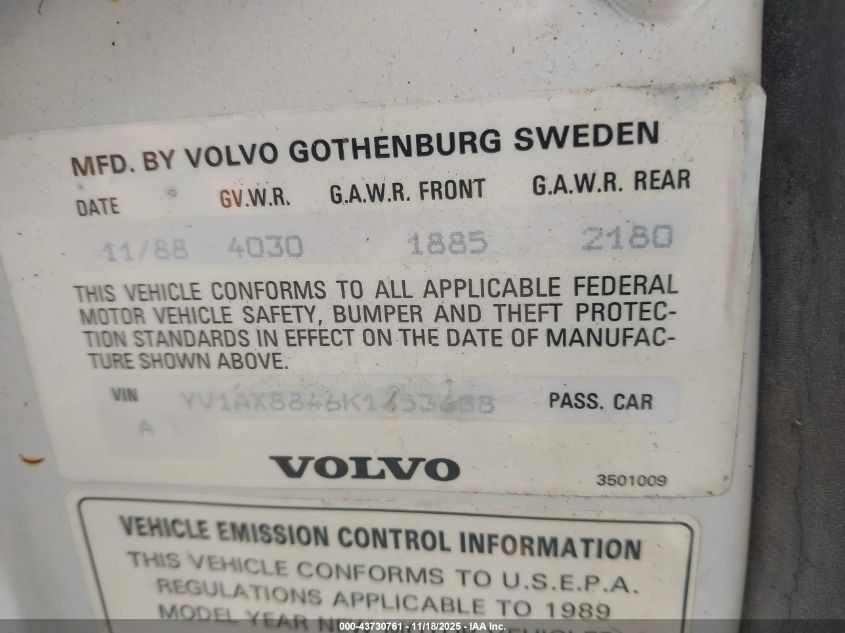 MFD. BY VOLVO GOTHENBURG SWEDEN
DATE G.V.W.R. G.A.W.R. FRONT G.A.W.R. REAR
11/88 4030 1885 2180
THIS VEHICLE CONFORMS TO ALL APPLICABLE FEDERAL
MOTOR VEHICLE SAFETY, BUMPER AND THEFT PROTEC-
TION STANDARDS IN EFFECT ON THE DATE OF MANUFAC-
TURE SHOWN ABOVE.
VIN PASS. CAR
A
VOLVO
3501009
VEHICLE EMISSION CONTROL INFORMATION
THIS VEHICLE CONFORMS TO U.S.E.P.A.
REGULATIONS APPLICABLE TO 1989
MODEL YEAR
000-43730761 - 11/18/2025 - IAA Inc.